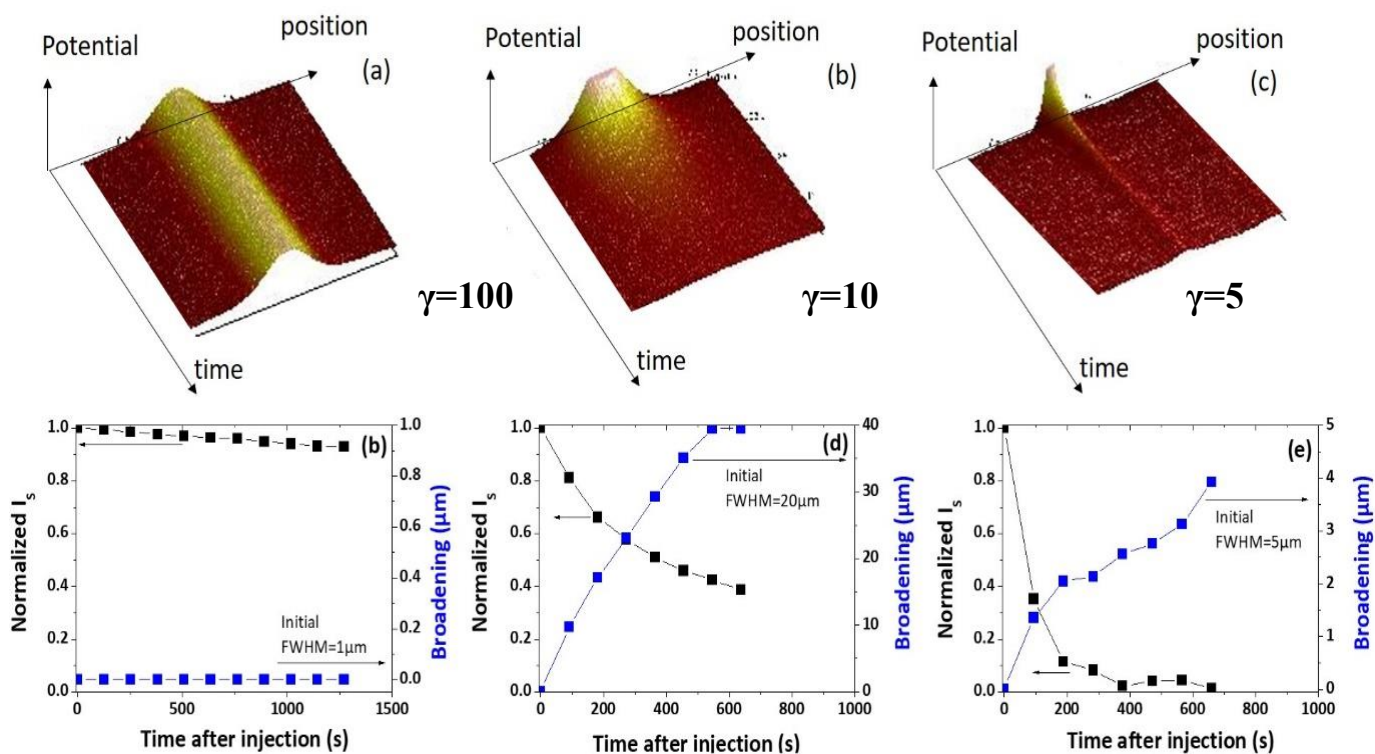 Potential
position
(a)
time
γ=100
Potential
position
(b)
γ=10
Potential
position
(c)
γ=5
time
time
1.0
0.8
0.6
0.4
0.2
0.0
Normalized I_s
0
500
1000
1500
Time after injection (s)
(b)
Initial
FWHM=1μm
1.0
0.8
0.6
0.4
0.2
0.0
Broadening (μm)
1.0
0.8
0.6
0.4
0.2
0.0
Normalized I_s
0
200
400
600
800
1000
Time after injection (s)
(d)
Initial
FWHM=20μm
40
30
20
10
0
Broadening (μm)
1.0
0.8
0.6
0.4
0.2
0.0
Normalized I_s
0
200
400
600
800
1000
Time after injection (s)
(e)
Initial
FWHM=5μm
5
4
3
2
1
0
Broadening (μm)